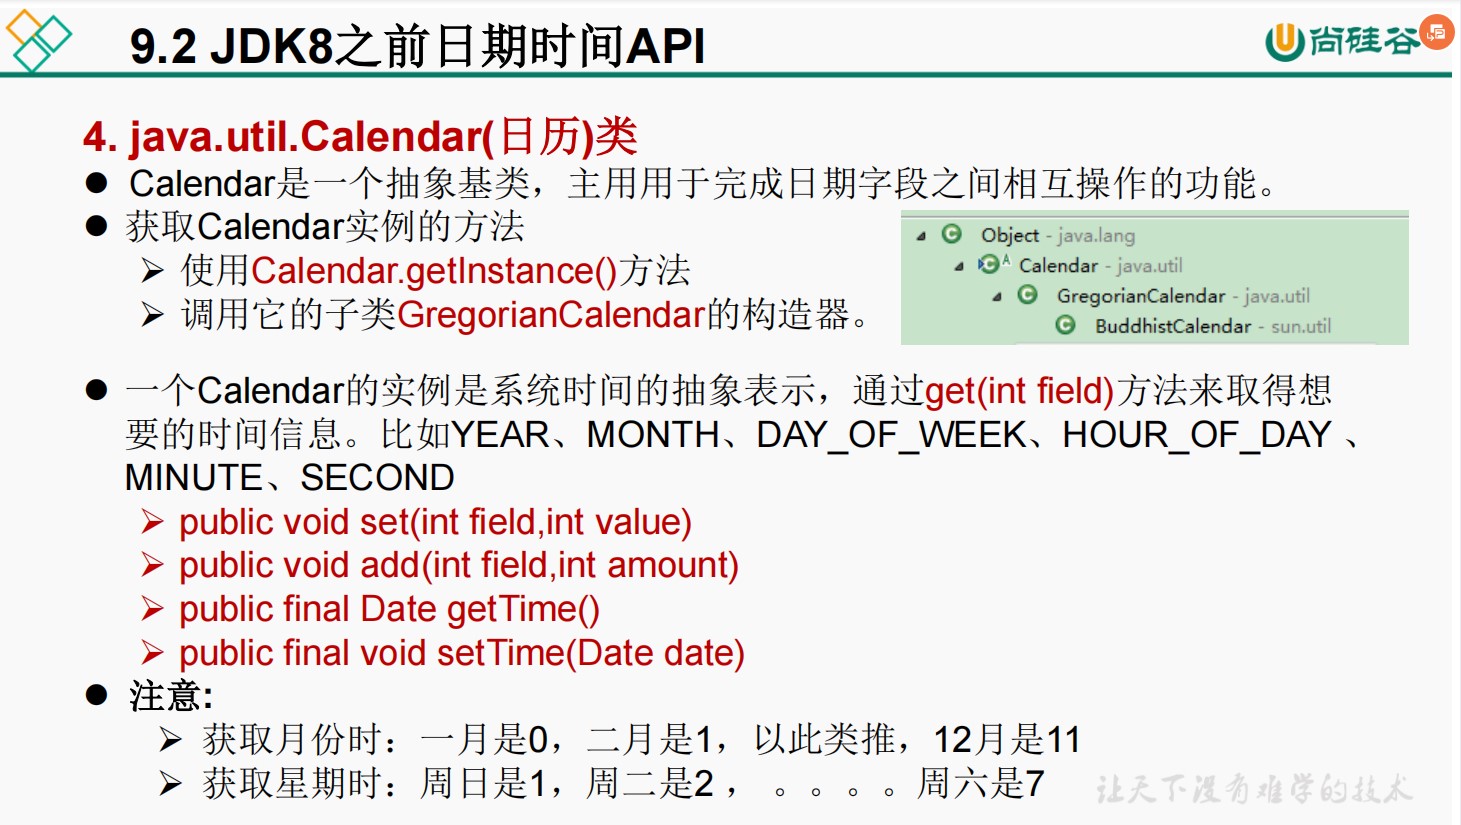 9.2 JDK8之前日期时间API
尚硅谷
4. java.util.Calendar(日历)类
● Calendar是一个抽象基类，主用用于完成日期字段之间相互操作的功能。
● 获取Calendar实例的方法
➢ 使用Calendar.getInstance()方法
➢ 调用它的子类GregorianCalendar的构造器。
Object - java.lang
Calendar - java.util
GregorianCalendar - java.util
BuddhistCalendar - sun.util
● 一个Calendar的实例是系统时间的抽象表示，通过get(int field)方法来取得想
要的时间信息。比如YEAR、MONTH、DAY_OF_WEEK、HOUR_OF_DAY 、
MINUTE、SECOND
➢ public void set(int field,int value)
➢ public void add(int field,int amount)
➢ public final Date getTime()
➢ public final void setTime(Date date)
● 注意:
➢ 获取月份时：一月是0，二月是1，以此类推，12月是11
➢ 获取星期时：周日是1，周二是2 ， 。。。。周六是7
让天下没有难学的技术